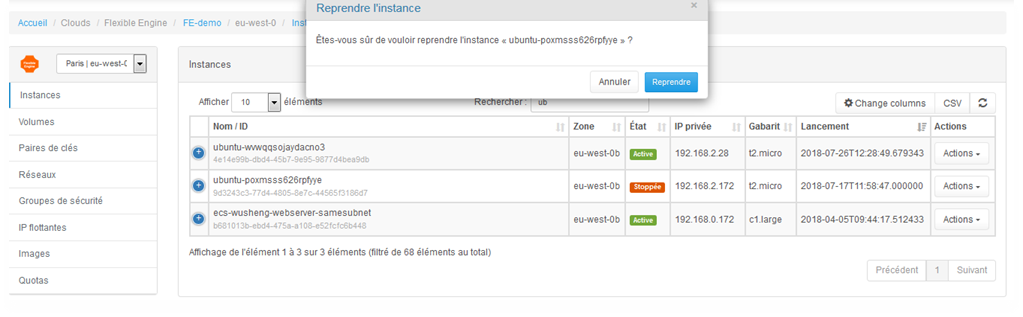 Reprendre l'instance ×
Êtes-vous sûr de vouloir reprendre l'instance « ubuntu-poxmsss626rpfyye » ?
Annuler Reprendre
Accueil / Clouds / Flexible Engine / FE-demo / eu-west-0 / Inst
Flexible Engine
Paris | eu-west-(
Instances
Volumes
Paires de clés
Réseaux
Groupes de sécurité
IP flottantes
Images
Quotas
Instances
Afficher 10 éléments Rechercher : ub Change columns CSV
Nom / ID Zone État IP privée Gabarit Lancement Actions
ubuntu-wvwqqsojaydacno3 eu-west-0b Active 192.168.2.28 t2.micro 2018-07-26T12:28:49.679343 Actions
4e14e99b-dbd4-45b7-9e95-9877d4bea9db
ubuntu-poxmsss626rpfyye eu-west-0b Stoppée 192.168.2.172 t2.micro 2018-07-17T11:58:47.000000 Actions
9d3243c3-77d4-4805-8e7c-44565f3186d7
ecs-wusheng-webserver-samesubnet eu-west-0b Active 192.168.0.172 c1.large 2018-04-05T09:44:17.512433 Actions
b681013b-ebd4-475a-a108-e52fcfc6b448
Affichage de l'élément 1 à 3 sur 3 éléments (filtré de 68 éléments au total)
Précédent 1 Suivant